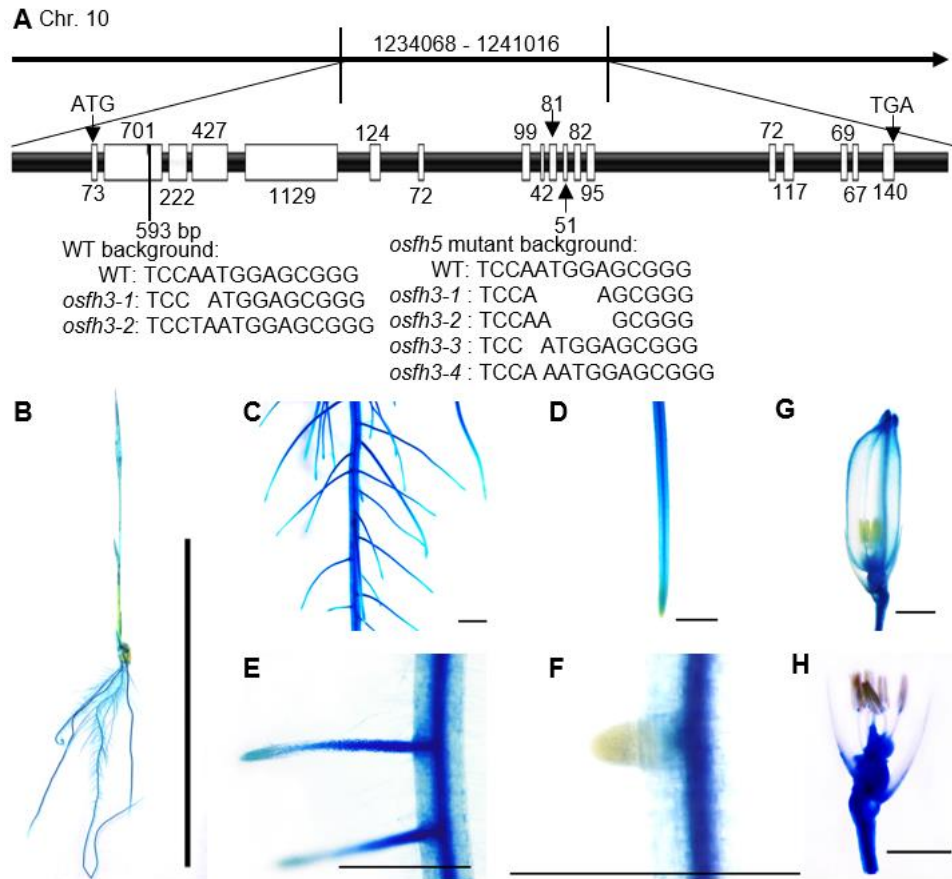 A Chr. 10
1234068 - 1241016
ATG 81 TGA
701 427 124 99 82 72 69
73 222 1129 72 42 95 117 67 140
593 bp 51
WT background:
WT: TCCAATGGAGCGGG
osfh3-1: TCC ATGGAGCGGG
osfh3-2: TCCTAATGGAGCGGG
osfh5 mutant background:
WT: TCCAATGGAGCGGG
osfh3-1 : TCCA AGCGGG
osfh3-2 : TCCAA GCGGG
osfh3-3 : TCC ATGGAGCGGG
osfh3-4 : TCCA AATGGAGCGGG
B C D G
E F H